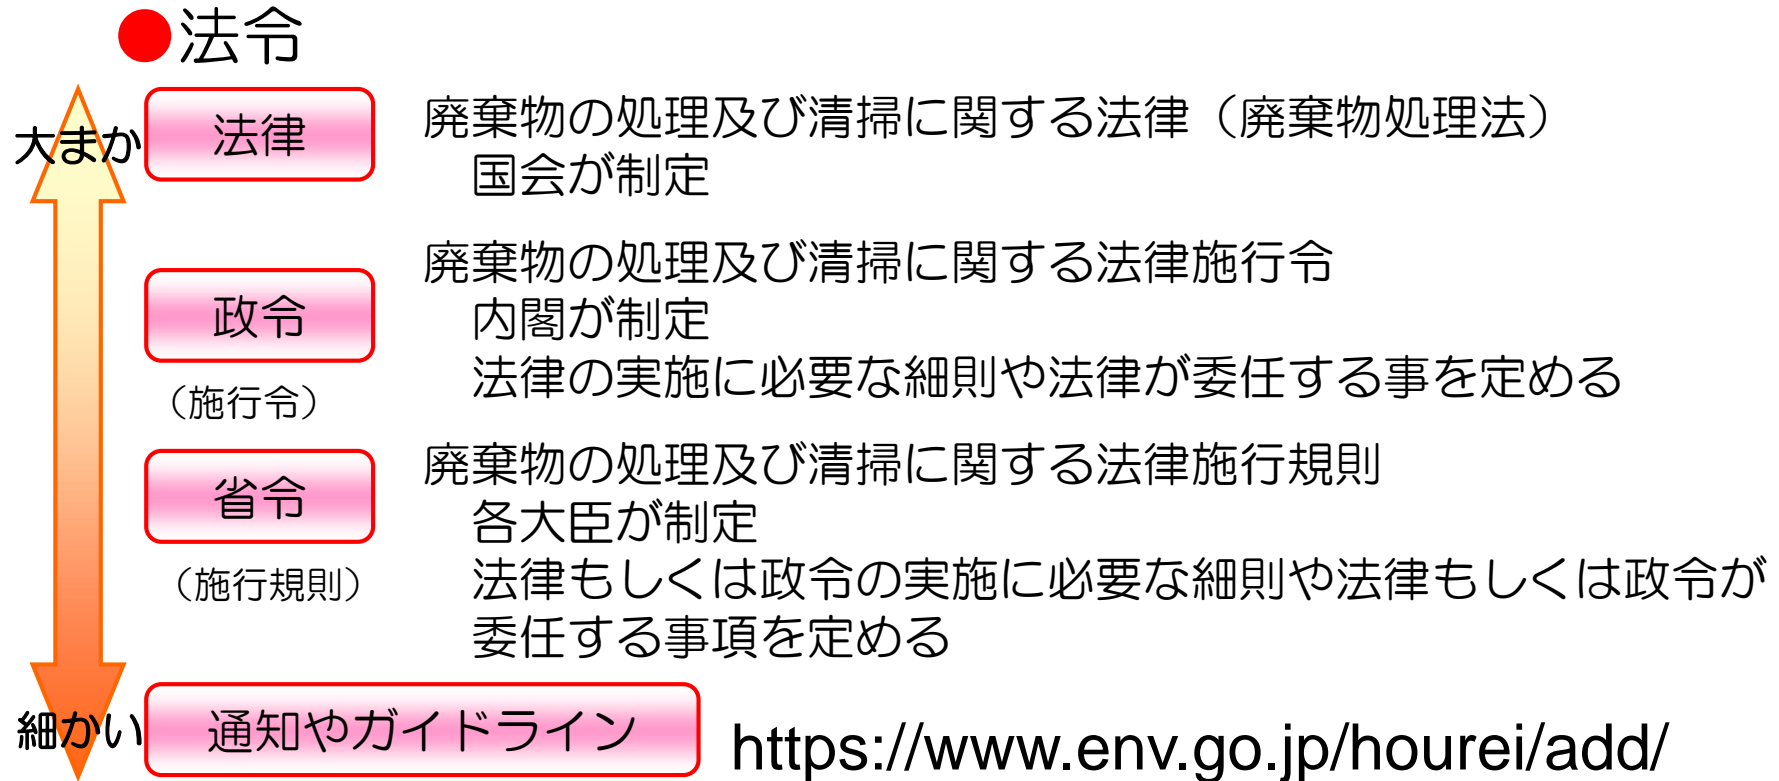 ●法令
大まか
法律
廃棄物の処理及び清掃に関する法律（廃棄物処理法）
国会が制定
政令
（施行令）
廃棄物の処理及び清掃に関する法律施行令
内閣が制定
法律の実施に必要な細則や法律が委任する事を定める
省令
（施行規則）
廃棄物の処理及び清掃に関する法律施行規則
各大臣が制定
法律もしくは政令の実施に必要な細則や法律もしくは政令が
委任する事項を定める
細かい
通知やガイドライン
https://www.env.go.jp/hourei/add/